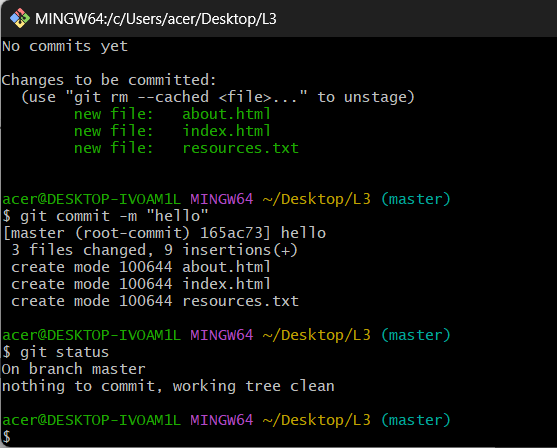 MINGW64:/c/Users/acer/Desktop/L3
No commits yet
Changes to be committed:
  (use "git rm --cached <file>..." to unstage)
        new file:   about.html
        new file:   index.html
        new file:   resources.txt
acer@DESKTOP-IVOAM1L MINGW64 ~/Desktop/L3 (master)
$ git commit -m "hello"
[master (root-commit) 165ac73] hello
 3 files changed, 9 insertions(+)
 create mode 100644 about.html
 create mode 100644 index.html
 create mode 100644 resources.txt
acer@DESKTOP-IVOAM1L MINGW64 ~/Desktop/L3 (master)
$ git status
On branch master
nothing to commit, working tree clean
acer@DESKTOP-IVOAM1L MINGW64 ~/Desktop/L3 (master)
$